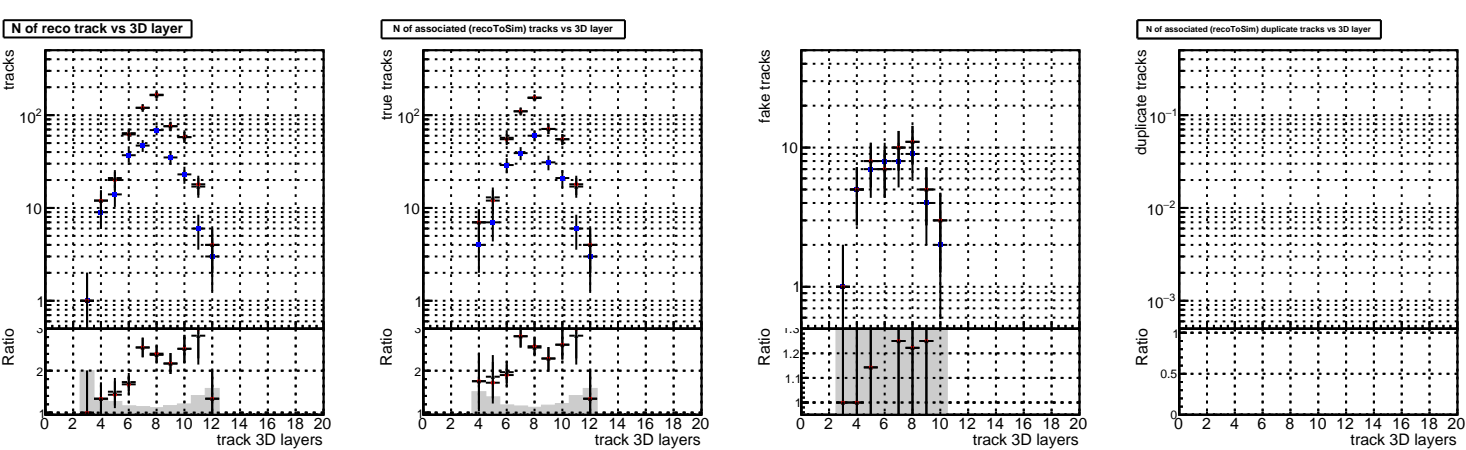 N of reco track vs 3D layer
tracks
10²
10
1
Ratio
3
2
1
0 2 4 6 8 10 12 14 16 18 20
track 3D layers
N of associated (recoToSim) tracks vs 3D layer
true tracks
10²
10
1
Ratio
3
2
1
0 2 4 6 8 10 12 14 16 18 20
track 3D layers
fake tracks
10
1
Ratio
1.3
1.2
1.1
1
0 2 4 6 8 10 12 14 16 18 20
track 3D layers
N of associated (recoToSim) duplicate tracks vs 3D layer
duplicate tracks
10⁻¹
10⁻²
10⁻³
Ratio
1
0.5
0
0 2 4 6 8 10 12 14 16 18 20
track 3D layers